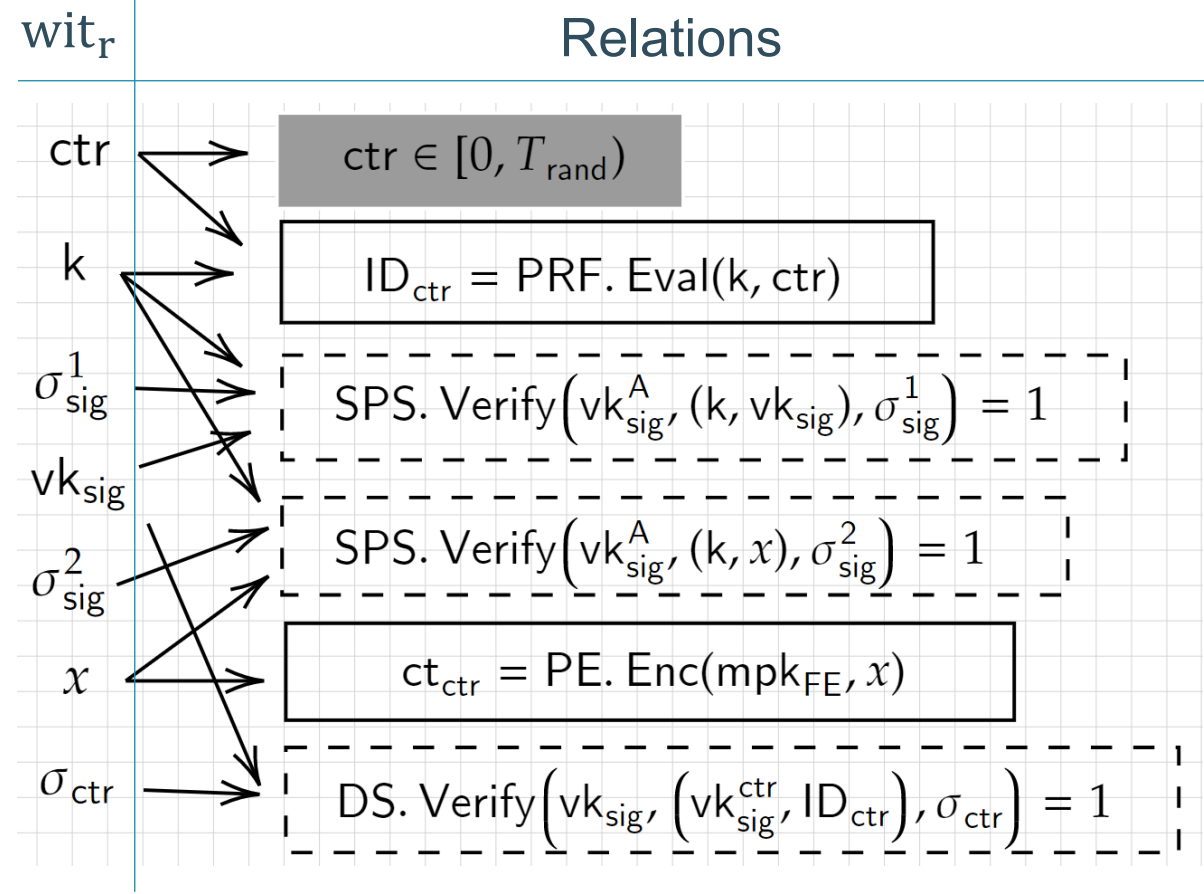 wit_r Relations
ctr ctr ∈ [0, T_rand)
k ID_ctr = PRF. Eval(k, ctr)
σ^1_sig SPS. Verify(vk^A_sig, (k, vk_sig), σ^1_sig) = 1
vk_sig
σ^2_sig SPS. Verify(vk^A_sig, (k, x), σ^2_sig) = 1
x ct_ctr = PE. Enc(mpk_FE, x)
σ_ctr DS. Verify(vk_sig, (vk^ctr_sig, ID_ctr), σ_ctr) = 1